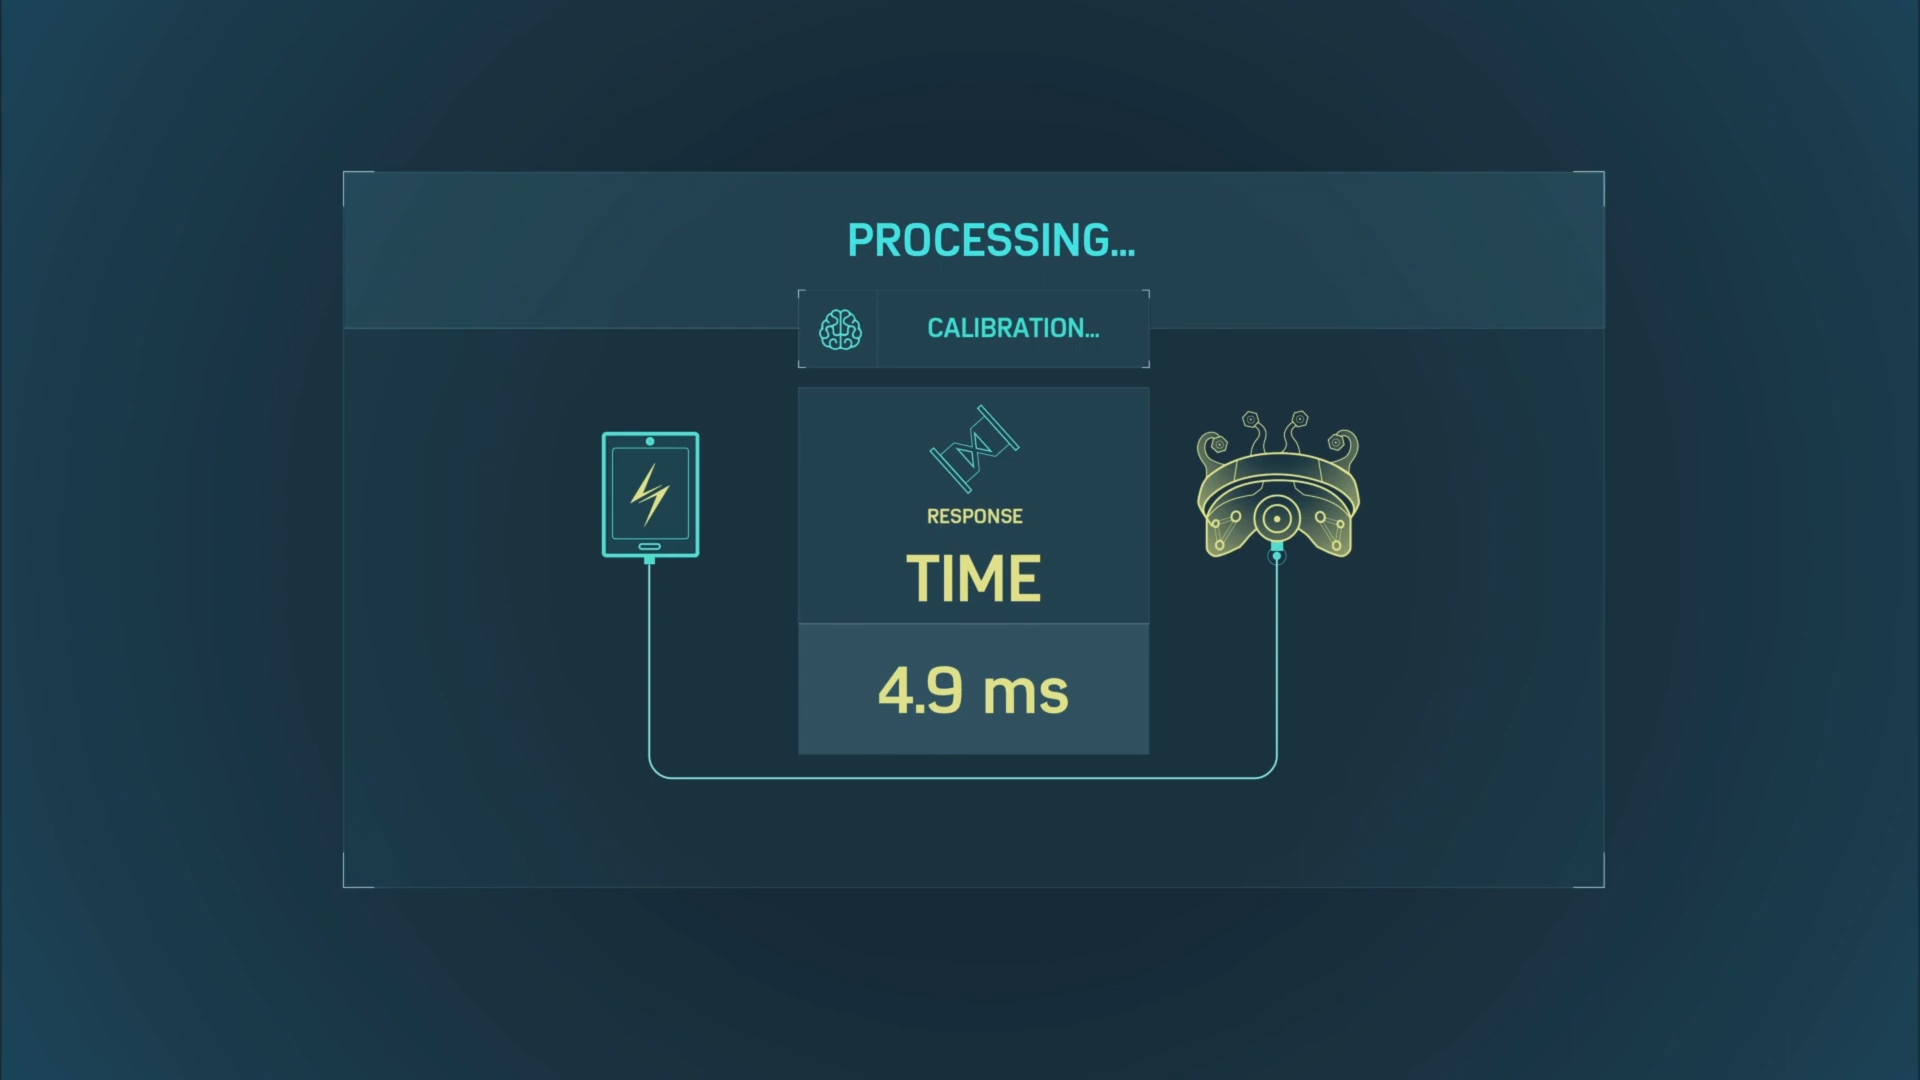 PROCESSING...
CALIBRATION...
RESPONSE
TIME
4.9 ms